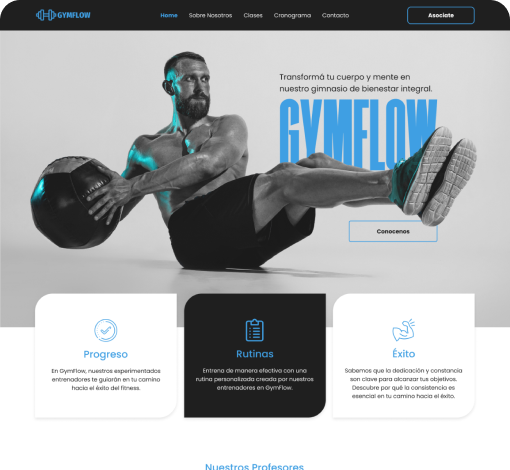 GYMFLOW
Home Sobre Nosotros Clases Cronograma Contacto
Asociate
Transformá tu cuerpo y mente en
nuestro gimnasio de bienestar integral.
GYMFLOW
Conocenos
Progreso
En GymFlow, nuestros experimentados
entrenadores te guiarán en tu camino
hacia el éxito del fitness.
Rutinas
Entrena de manera efectiva con una
rutina personalizada creada por nuestros
entrenadores en GymFlow.
Éxito
Sabemos que la dedicación y constancia
son clave para alcanzar tus objetivos.
Descubre por qué la consistencia es
esencial en tu camino hacia el éxito.
Nuestros Profesores